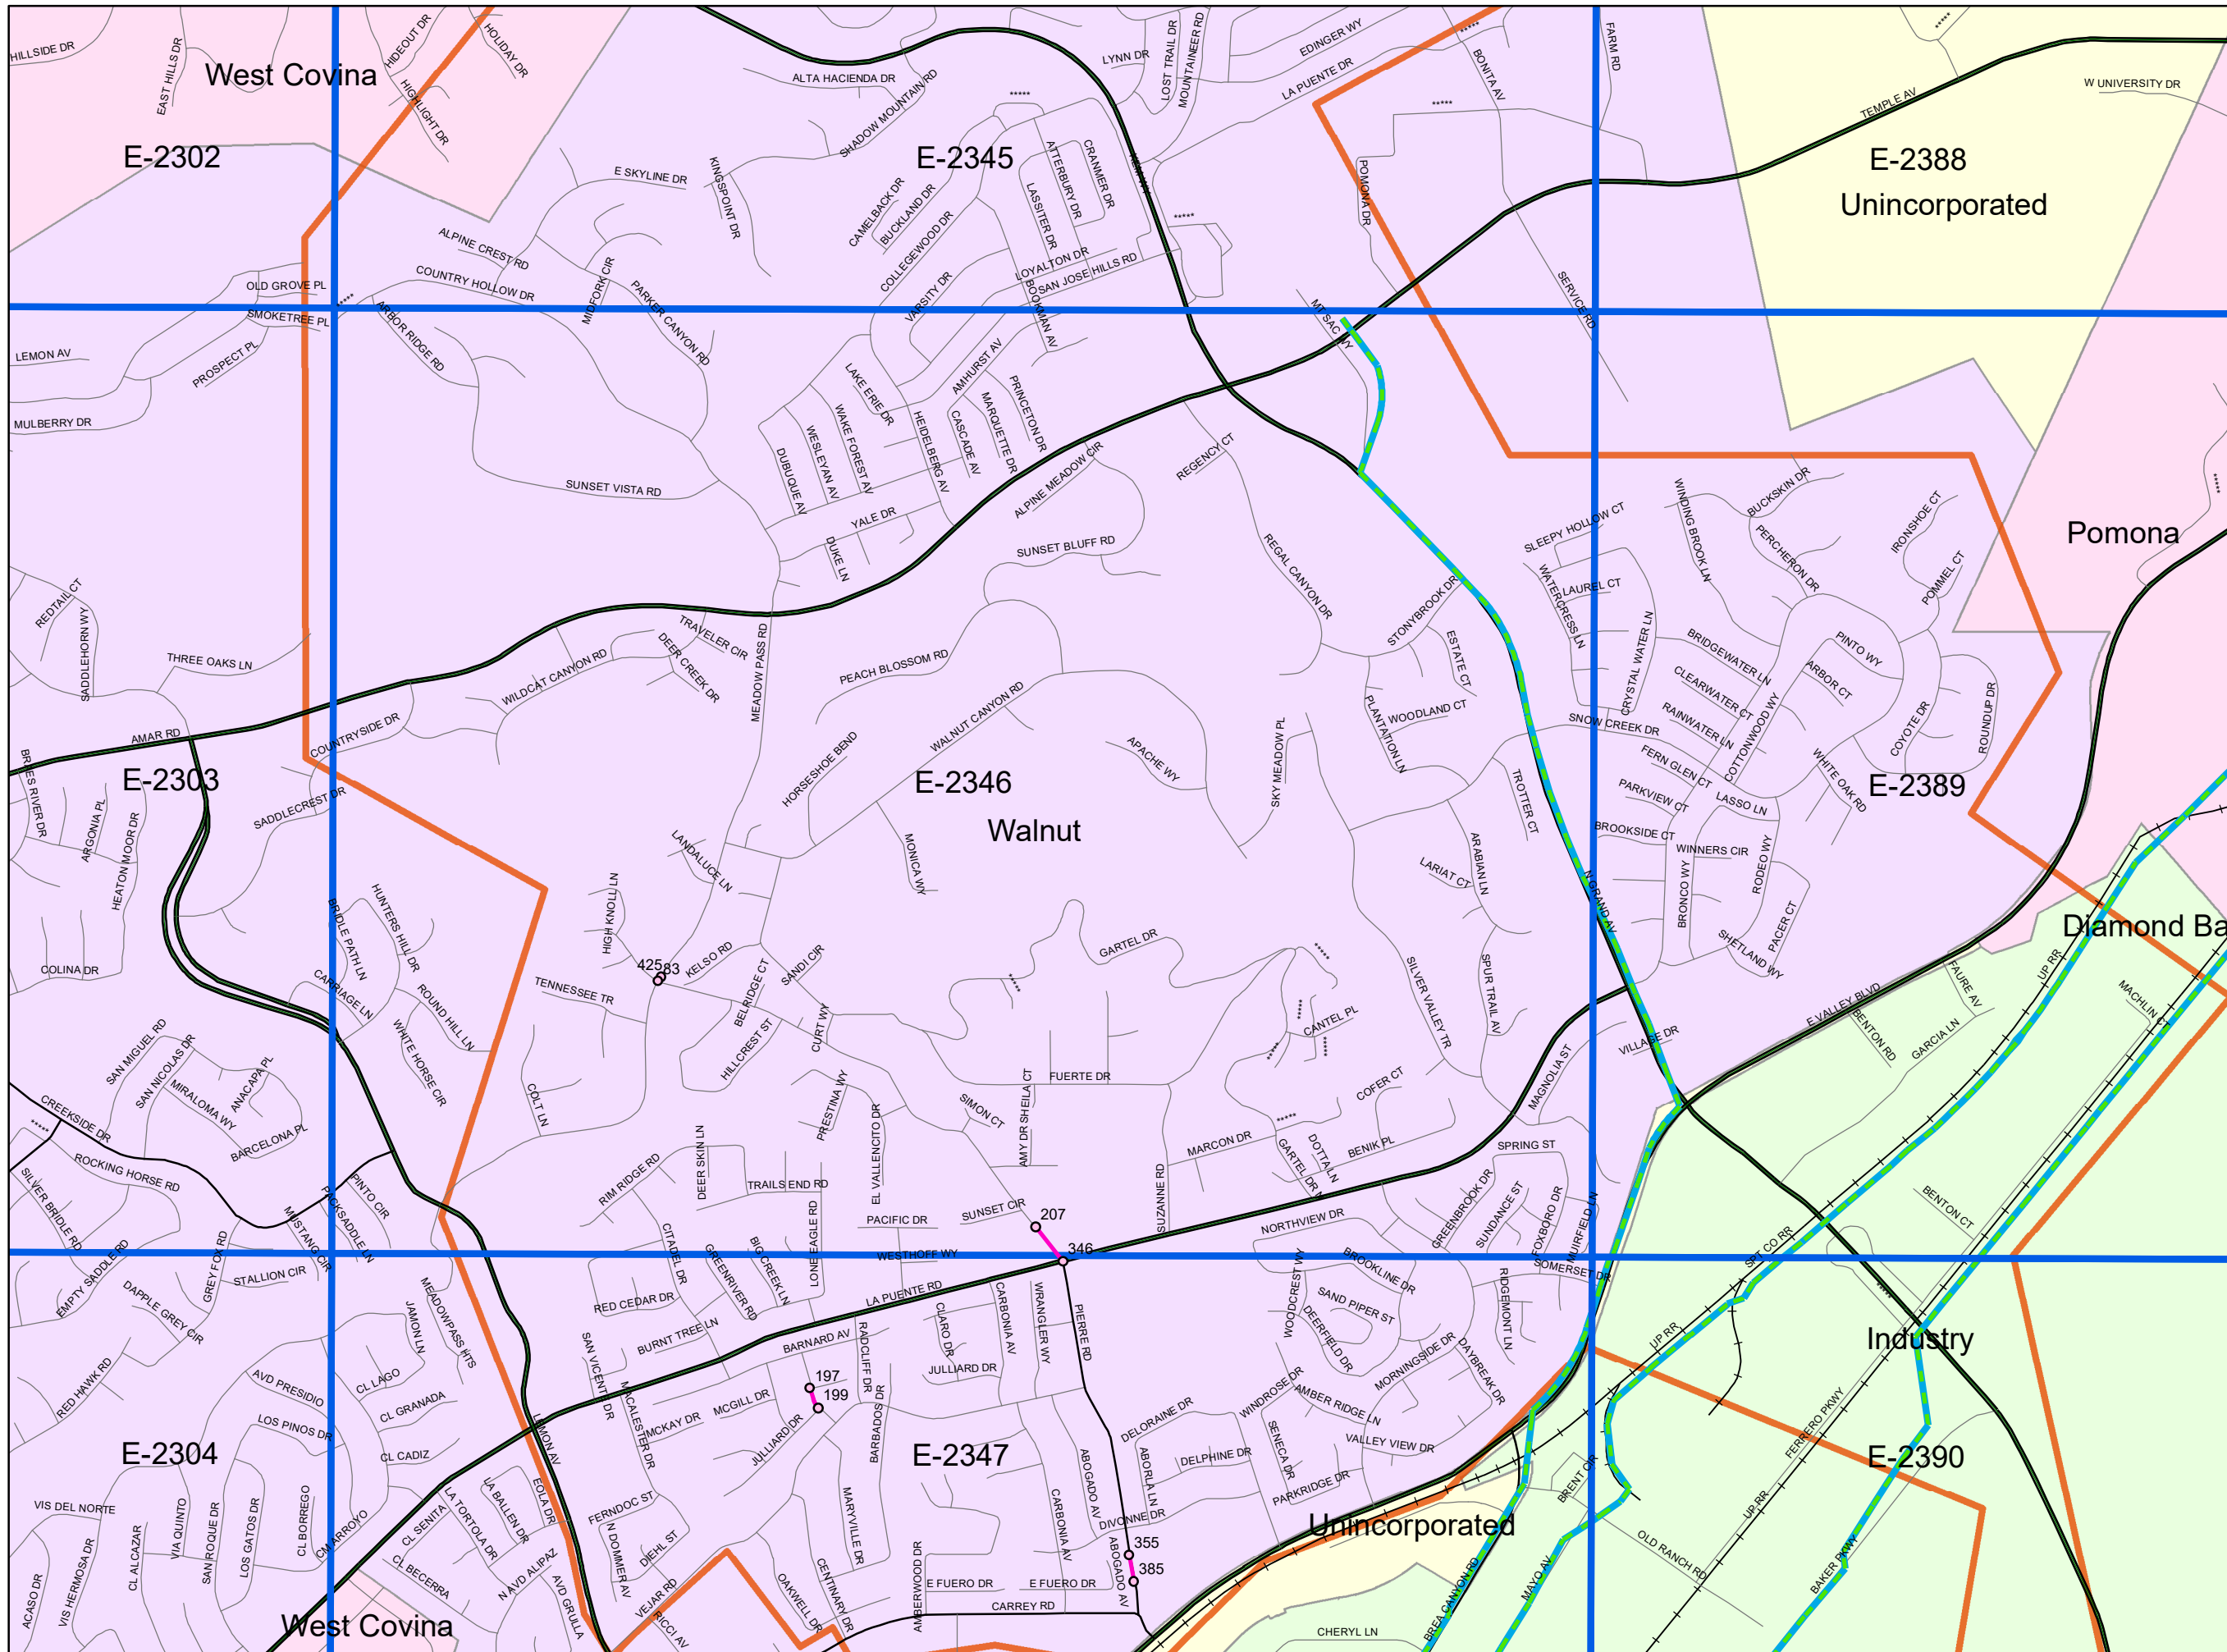 HILLSIDE DR
EAST HILLS DR
West Covina
HIDEOUT DR
HOLIDAY DR
HIGHLIGHT DR
E-2302
ALTA HACIENDA DR
SHADOW MOUNTAIN RD
*****
LYNN DR
LOST TRAIL DR
MOUNTAINEER RD
EDINGER WY
LA PUENTE DR
*****
BONITA AV
*****
FARM RD
*****
TEMPLE AV
W UNIVERSITY DR
E-2345
E-2388
Unincorporated
E SKYLINE DR
KINGSPOINT DR
CAMELBACK DR
BUCKLAND DR
COLLEGEWOOD DR
ATTERBURY DR
CRANMER DR
LASSITER DR
*****
POMONA DR
ALPINE CREST RD
COUNTRY HOLLOW DR
MIDFORK CIR
PARKER CANYON RD
VARSITY DR
LOYALTON DR
SAN JOSE HILLS RD
BOOKMAN AV
SERVICE RD
OLD GROVE PL
*****
SMOKETREE PL
ARBOR RIDGE RD
MT SAC WY
LEMON AV
PROSPECT PL
MULBERRY DR
LAKE ERIE DR
AMHURST AV
PRINCETON DR
MARQUETTE DR
CASCADE AV
HEIDELBERG AV
WAKE FOREST AV
WESLEYAN AV
DUBUQUE AV
SUNSET VISTA RD
YALE DR
DUKE LN
ALPINE MEADOW CIR
REGENCY CT
SUNSET BLUFF RD
REGAL CANYON DR
STONYBROOK DR
ESTATE CT
SLEEPY HOLLOW CT
LAUREL CT
WATERCRESS LN
WINDING BROOK LN
BUCKSKIN DR
PERCHERON DR
IRONSHOE CT
POMMEL CT
Pomona
*****
REDTAIL CT
SADDLEHORN WY
THREE OAKS LN
TRAVELER CIR
DEER CREEK DR
WILDCAT CANYON RD
MEADOW PASS RD
PEACH BLOSSOM RD
WALNUT CANYON RD
HORSESHOE BEND
APACHE WY
SKY MEADOW PL
PLANTATION LN
WOODLAND CT
CRYSTAL WATER LN
BRIDGEWATER LN
CLEARWATER CT
RAINWATER LN
SNOW CREEK DR
FERN GLEN CT
COTTONWOOD WY
PINTO WY
ARBOR CT
COYOTE DR
ROUNDUP DR
WHITE OAK RD
AMAR RD
COUNTRYSIDE DR
E-2303
BRIDLE PATH LN
ARGONIA PL
HEATON MOOR DR
SADDLECREST DR
E-2346
Walnut
E-2389
TROTTER CT
PARKVIEW CT
LASSO LN
BROOKSIDE CT
WINNERS CIR
RODEO WY
BRONCO WY
PACER CT
SHETLAND WY
LANDALUCE LN
MONICA WY
LARIAT CT
ARABIAN LN
N GRAND AV
HIGH KNOLL LN
HUNTERS HILL DR
COLINA DR
CARRIAGE LN
ROUND HILL LN
WHITE HORSE CIR
TENNESSEE TR
425
83
KELSO RD
BELRIDGE CT
SANDI CIR
HILLCREST ST
CURT WY
GARTEL DR
*****
*****
*****
CANTEL PL
*****
*****
SILVER VALLEY TR
SPUR TRAIL AV
Diamond Ba
UP RR
FAURE AV
E VALLEY BLVD
BENTON RD
GARCIA LN
VILLAGE DR
MAGNOLIA ST
SAN MIGUEL RD
SAN NICOLAS DR
MIRALOMA WY
ANACAPA PL
BARCELONA PL
CREEKSIDE DR
*****
ROCKING HORSE RD
SILVER BRIDLE RD
COLT LN
PRESTINA WY
EL VALLENCITO DR
SIMON CT
AMY DR
SHEILA CT
FUERTE DR
COFER CT
*****
MARCON DR
GARTEL DR N
DOTTA LN
BENIK PL
SPRING ST
RIM RIDGE RD
DEER SKIN LN
TRAILS END RD
PACIFIC DR
SUNSET CIR
207
SUZANNE RD
NORTHVIEW DR
GREENBROOK DR
SUNDANCE ST
FOXBORO DR
MUIRFIELD LN
BENTON CT
PINTO CIR
PACKSADDLE LN
MUSTANG CIR
EMPTY SADDLE RD
GREY FOX RD
STALLION CIR
DAPPLE GREY CIR
RED HAWK RD
CITADEL DR
GREENRIVER RD
BIG CREEK LN
LONE EAGLE RD
WESTHOFF WY
346
LA PUENTE RD
RED CEDAR DR
BURNT TREE LN
BARNARD AV
CLARO DR
CARBONIA AV
WRANGLER WY
PIERRE RD
WOODCREST WY
BROOKLINE DR
SAND PIPER ST
DEERFIELD DR
RIDGEMONT LN
SOMERSET DR
SPT CO RR
*****
UP RR
Industry
JAMON LN
MEADOWPASS HTS
AVD PRESIDIO
CL LAGO
CL GRANADA
LOS PINOS DR
CL CADIZ
SAN VICENTE DR
MACALESTER DR
MCKAY DR
MCGILL DR
197
199
JULLIARD DR
RADCLIFF DR
BARBADOS DR
JULLIARD DR
MORNINGSIDE DR
DAYBREAK DR
WINDROSE DR
AMBER RIDGE LN
VALLEY VIEW DR
E-2304
E-2347
E-2390
LEMON AV
DELORAINE DR
DELPHINE DR
SENECA DR
PARKRIDGE DR
ABORLA LN
DIVONNE DR
ABOGADO AV
FERRERO PKWY
UP RR
BRENT CIR
VIS DEL NORTE
VIS HERMOSA DR
ACASO DR
CL ALCAZAR
VIA QUINTO
SAN ROQUE DR
LOS GATOS DR
CL BORREGO
CM ARROYO
CL SENITA
LA TORTOLA DR
LA BALLEN DR
EOLA DR
CL BECERRA
N AVD ALIPAZ
AVD GRULLA
FERNDOC ST
N DOMMER AV
DIEHL ST
VEJAR RD
RICCI AV
OAKWELL DR
CENTINARY DR
MARYVILLE DR
AMBERWOOD DR
E FUERO DR
E FUERO DR
CARBONIA AV
CARREY RD
355
385
ABOGADO AV
Unincorporated
OLD RANCH RD
BREA CANYON RD
MAYO AV
BAKER PKWY
CHERYL LN
West Covina